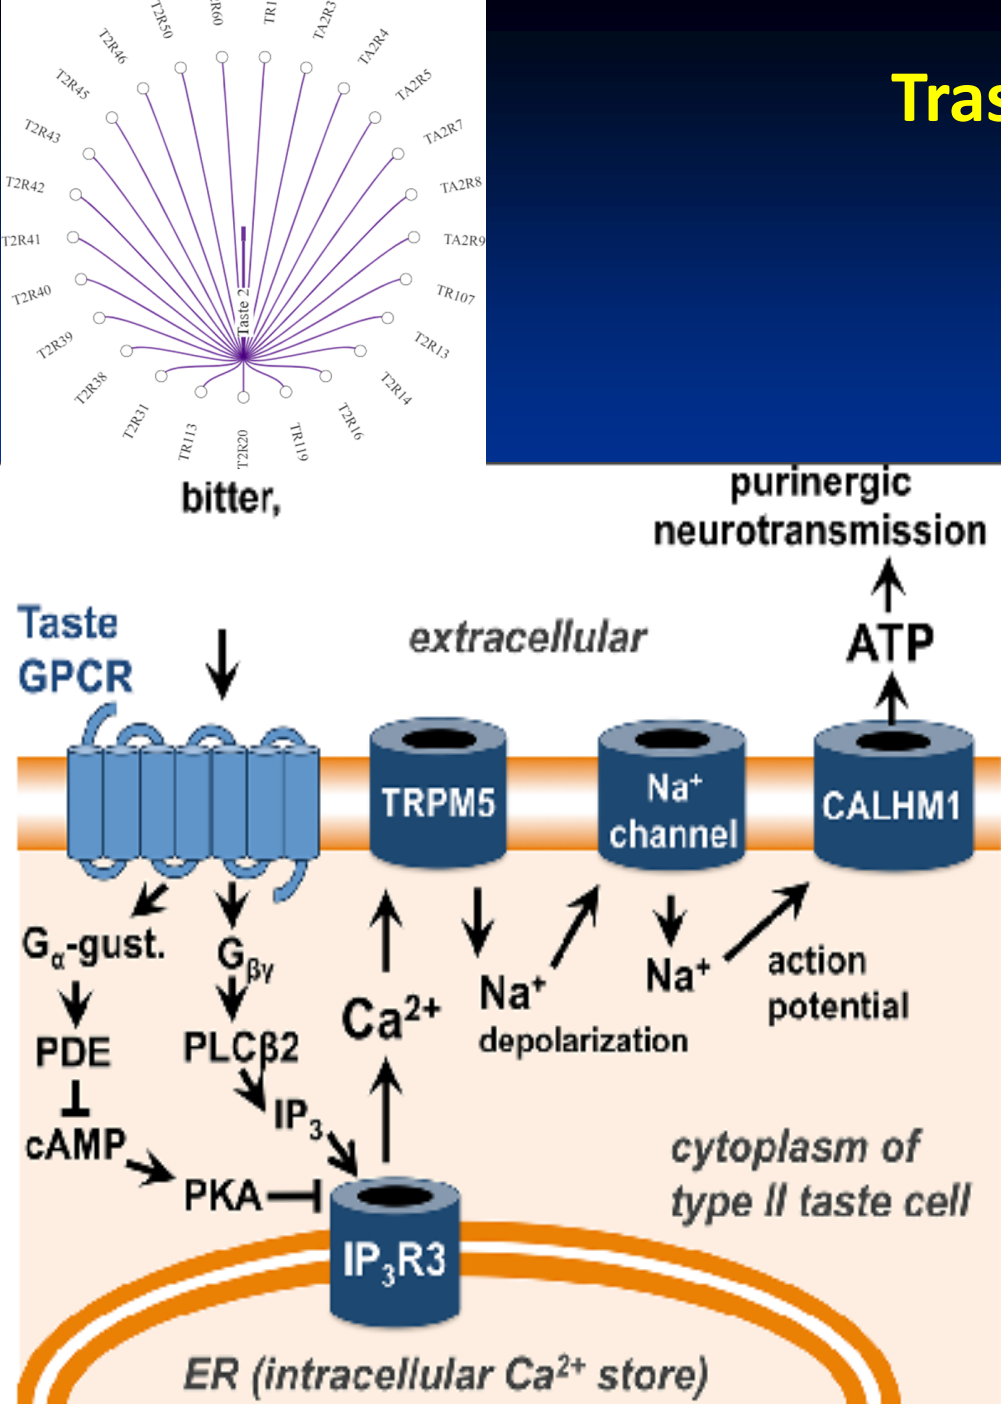 T2R50
R60
TR1
TA2R3
T2R46
TA2R4
T2R45
TA2R5
T2R43
TA2R7
T2R42
TA2R8
T2R41
TA2R9
T2R40
TR107
T2R39
T2R13
T2R38
T2R14
T2R31
T2R16
TR113
T2R20
TR119
Taste 2
Tras
bitter,
purinergic
neurotransmission
Taste
GPCR
extracellular
ATP
TRPM5
Na⁺
channel
CALHM1
Gα-gust.
Gβγ
Ca²⁺
Na⁺
depolarization
Na⁺
action
potential
PDE
PLCβ2
IP₃
cAMP
PKA
cytoplasm of
type II taste cell
IP₃R3
ER (intracellular Ca²⁺ store)